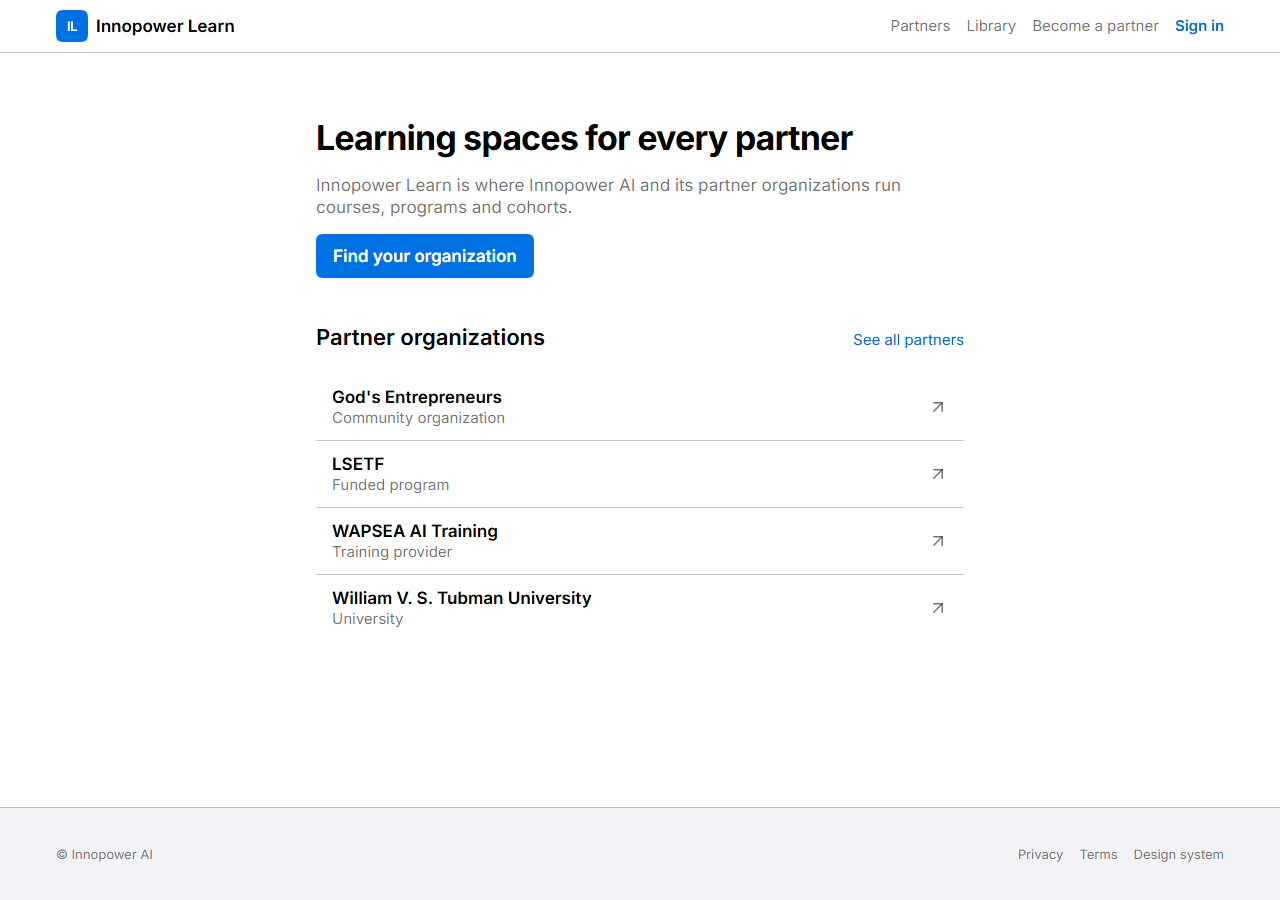 IL Innopower Learn
Partners Library Become a partner Sign in
Learning spaces for every partner
Innopower Learn is where Innopower AI and its partner organizations run
courses, programs and cohorts.
Find your organization
Partner organizations
See all partners
God's Entrepreneurs
Community organization
LSETF
Funded program
WAPSEA AI Training
Training provider
William V. S. Tubman University
University
© Innopower AI
Privacy Terms Design system